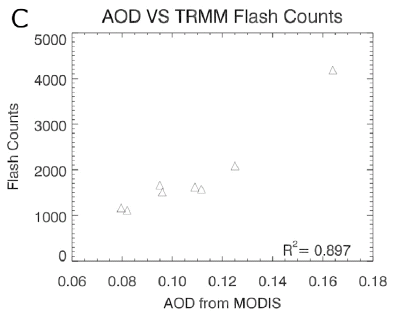 C
AOD VS TRMM Flash Counts
5000
4000
3000
2000
1000
0
Flash Counts
R²= 0.897
0.06 0.08 0.10 0.12 0.14 0.16 0.18
AOD from MODIS